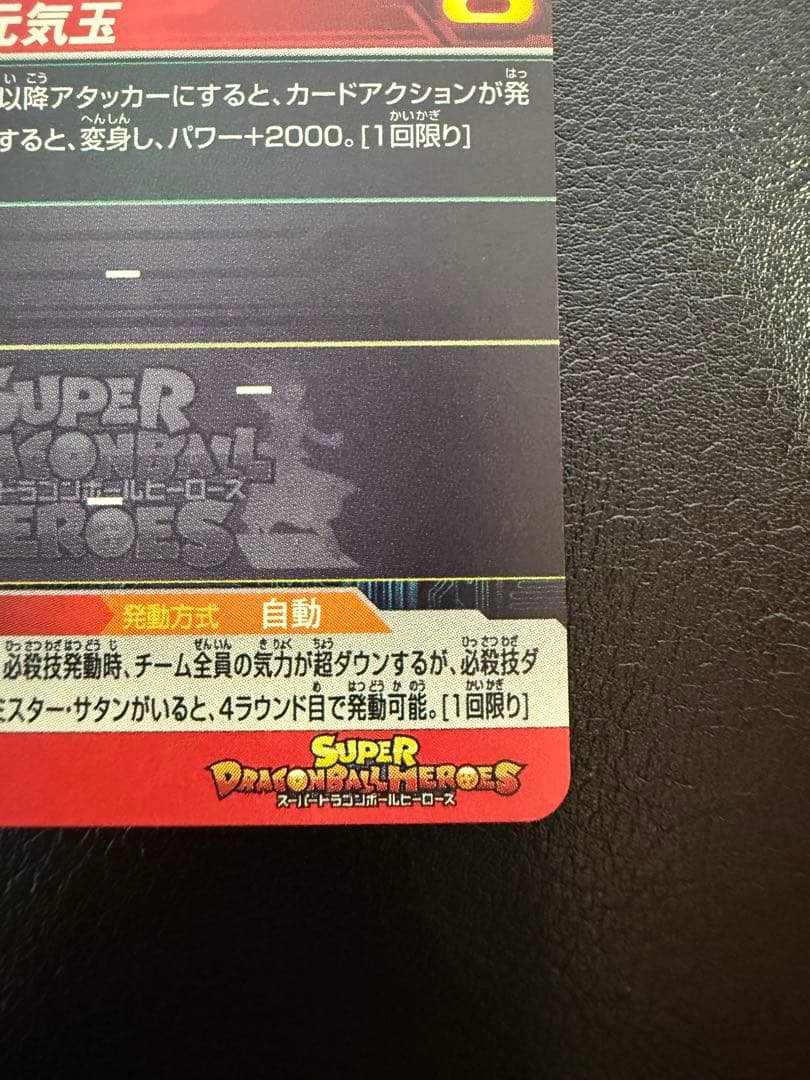 元気玉
以降アタッカーにすると、カードアクションが発
すると、変身し、パワー+2000。[1回限り]
ー
SUPER
ー
DRAGONBALL
ドラゴンボールヒーローズ
ー
HEROES
発動方式 自動
必殺技発動時、チーム全員の気力が超ダウンするが、必殺技ダ
ミスター・サタンがいると、4ラウンド目で発動可能。[1回限り]
SUPER
DRAGONBALL HEROES
スーパードラゴンボールヒーローズ